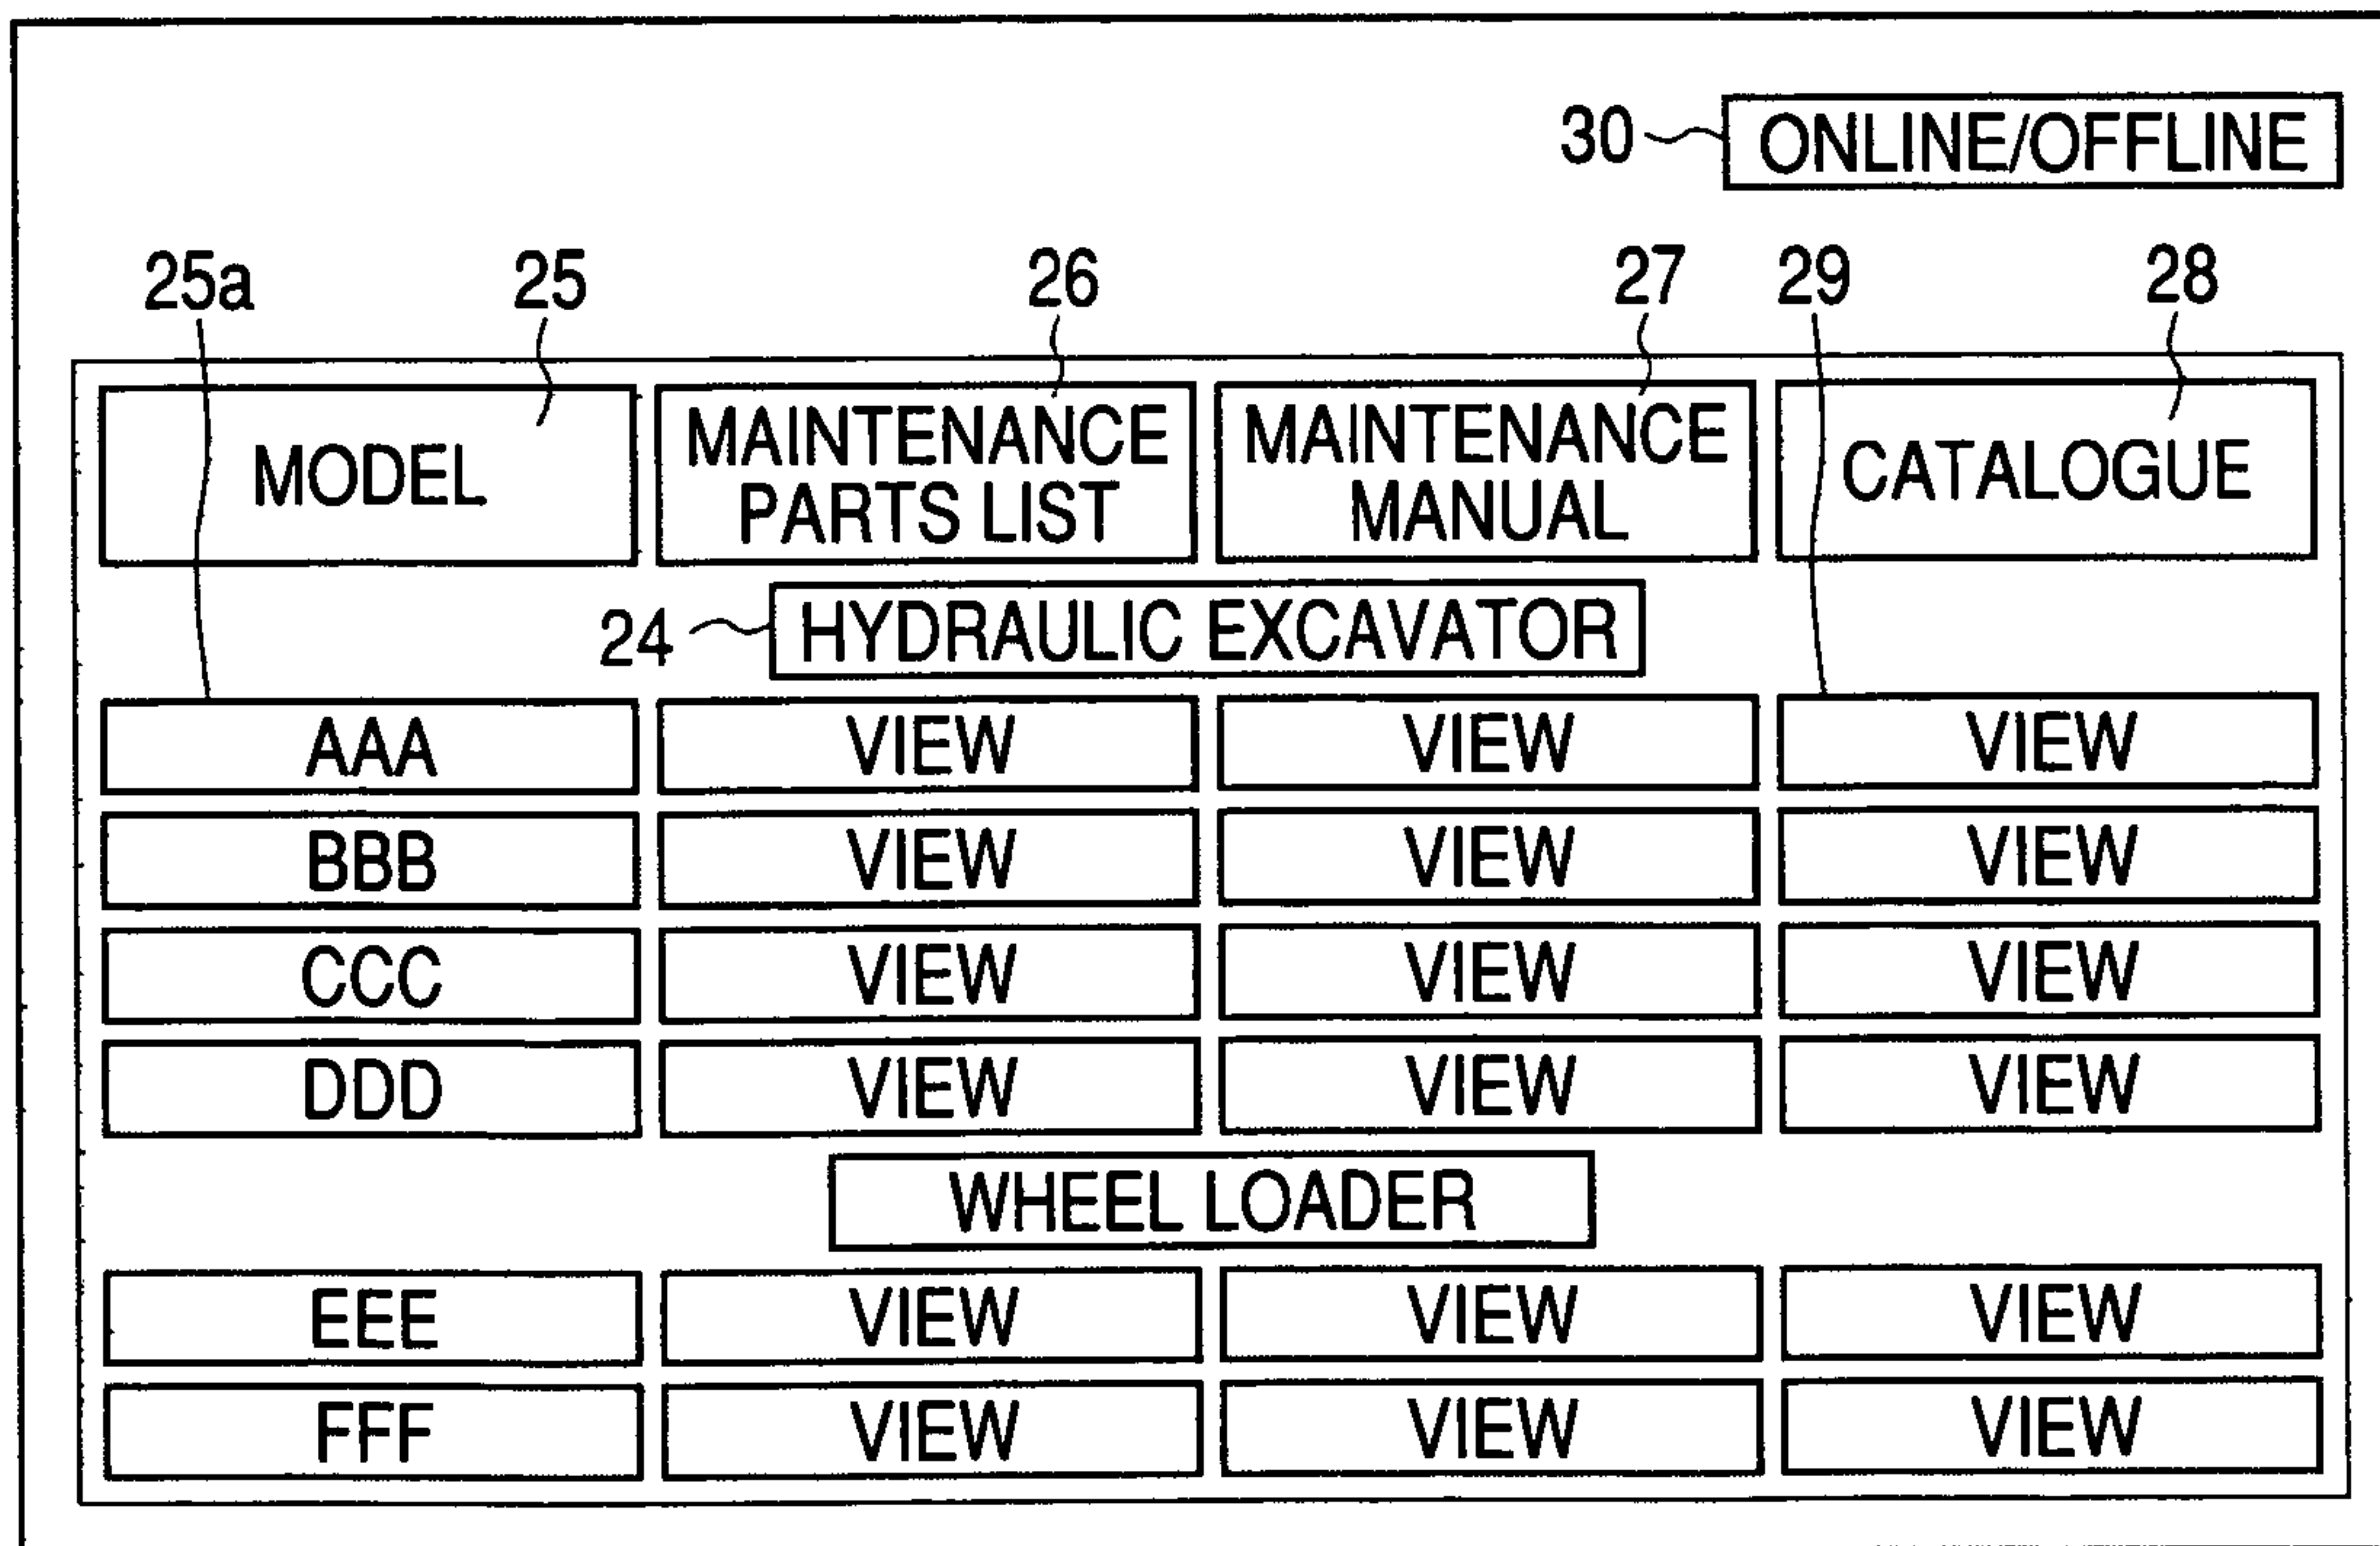 30 ONLINE/OFFLINE
25a 25 26 27 29 28
MODEL MAINTENANCE PARTS LIST MAINTENANCE MANUAL CATALOGUE
24 HYDRAULIC EXCAVATOR
AAA VIEW VIEW VIEW
BBB VIEW VIEW VIEW
CCC VIEW VIEW VIEW
DDD VIEW VIEW VIEW
WHEEL LOADER
EEE VIEW VIEW VIEW
FFF VIEW VIEW VIEW